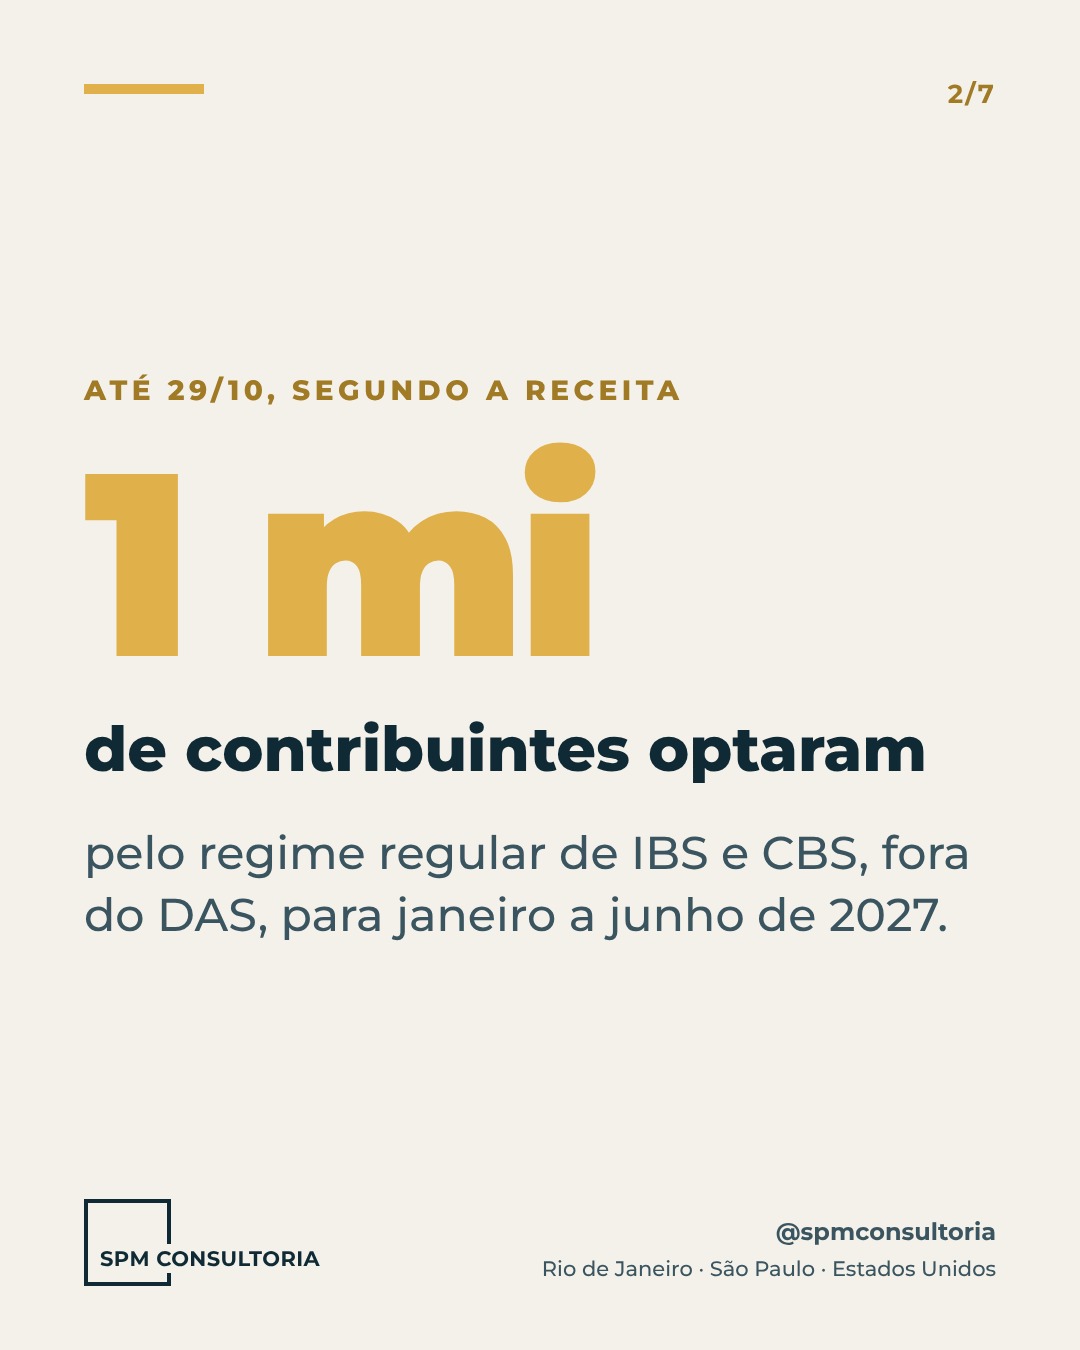 2/7
ATÉ 29/10, SEGUNDO A RECEITA
1 mi
de contribuintes optaram
pelo regime regular de IBS e CBS, fora
do DAS, para janeiro a junho de 2027.
SPM CONSULTORIA
@spmconsultoria
Rio de Janeiro · São Paulo · Estados Unidos